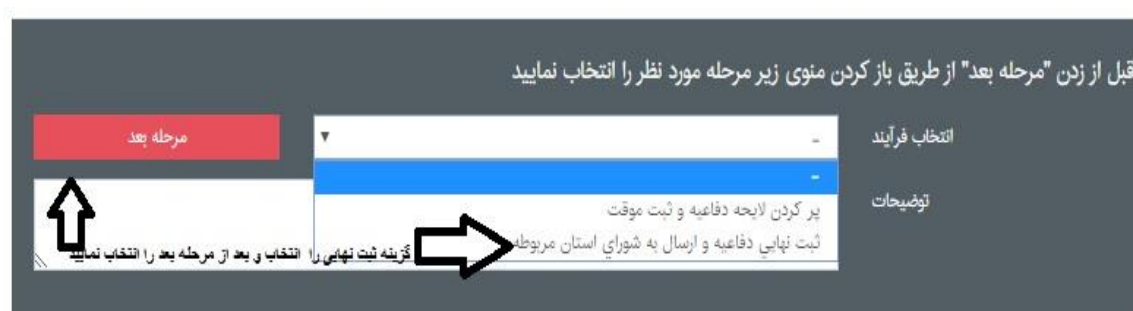 قبل از زدن "مرحله بعد" از طریق باز کردن منوی زیر مرحله مورد نظر را انتخاب نمایید
انتخاب فرآیند
-
مرحله بعد
-
توضیحات
پر کردن لایحه دفاعیه و ثبت موقت
ثبت نهایي دفاعیه و ارسال به شوراي استان مربوطه
گزینه ثبت نهایی را انتخاب و بعد از مرحله بعد را انتخاب نمایید